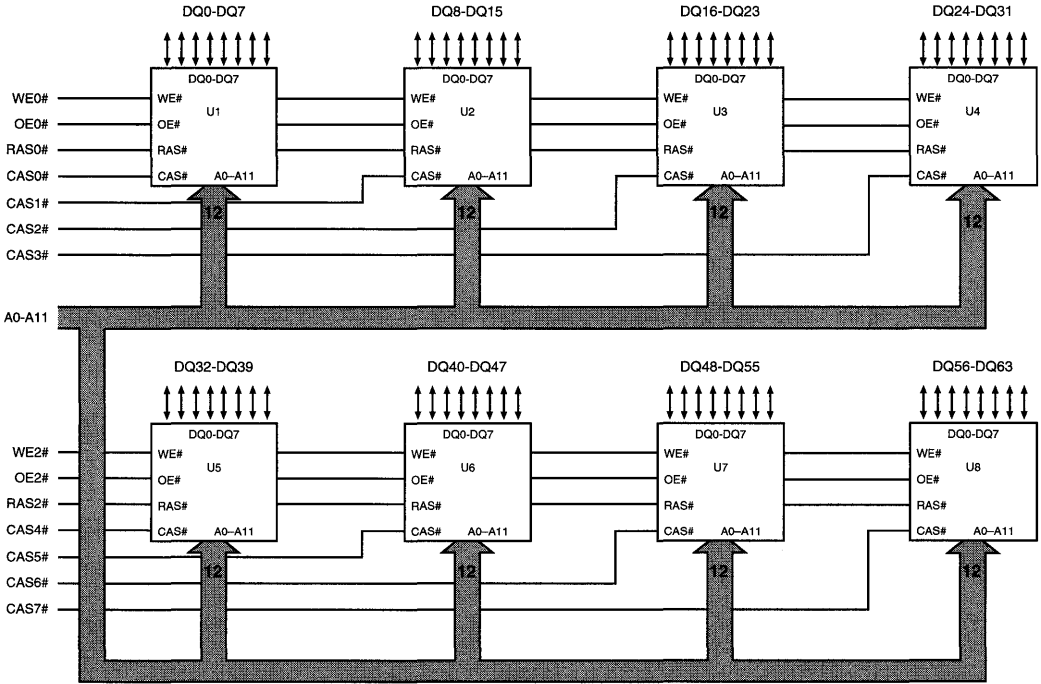 DQ0-DQ7 DQ8-DQ15 DQ16-DQ23 DQ24-DQ31
DQ0-DQ7 DQ0-DQ7 DQ0-DQ7 DQ0-DQ7
WE0# WE# WE# WE# WE#
U1 U2 U3 U4
OE0# OE# OE# OE# OE#
RAS0# RAS# RAS# RAS# RAS#
CAS0# CAS# A0–A11 CAS# A0–A11 CAS# A0–A11 CAS# A0–A11
CAS1#
12 12 12 12
CAS2#
CAS3#
A0-A11
DQ32-DQ39 DQ40-DQ47 DQ48-DQ55 DQ56-DQ63
DQ0-DQ7 DQ0-DQ7 DQ0-DQ7 DQ0-DQ7
WE2# WE# WE# WE# WE#
U5 U6 U7 U8
OE2# OE# OE# OE# OE#
RAS2# RAS# RAS# RAS# RAS#
CAS4# CAS# A0–A11 CAS# A0–A11 CAS# A0–A11 CAS# A0–A11
CAS5#
12 12 12 12
CAS6#
CAS7#